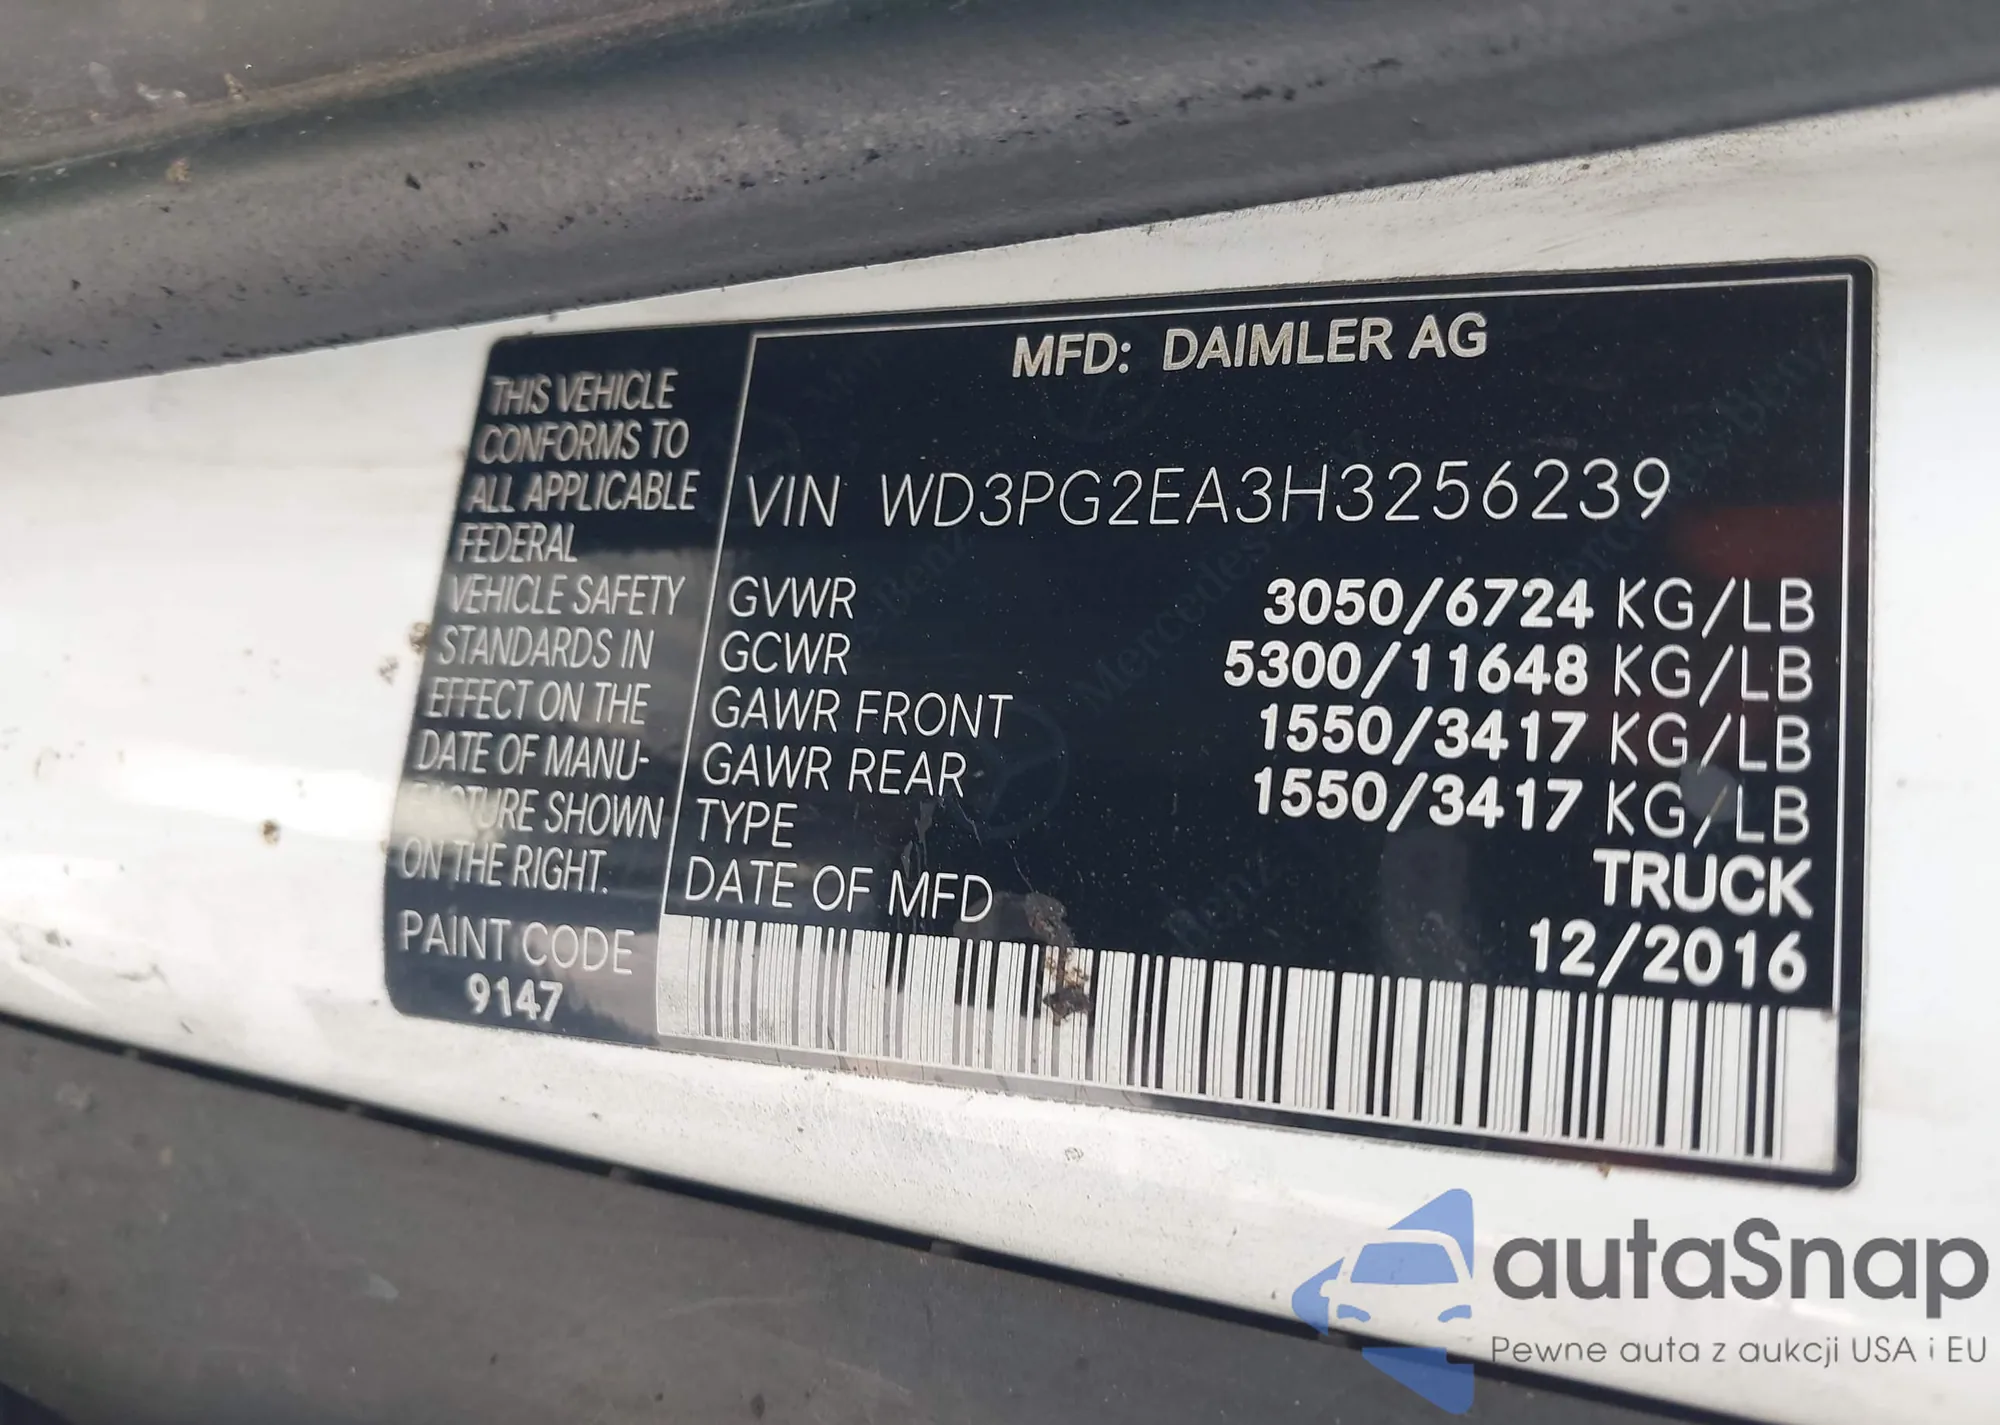 THIS VEHICLE
CONFORMS TO
ALL APPLICABLE
FEDERAL
VEHICLE SAFETY
STANDARDS IN
EFFECT ON THE
DATE OF MANU-
FACTURE SHOWN
ON THE RIGHT.
PAINT CODE
9147
MFD: DAIMLER AG
VIN WD3PG2EA3H3256239
GVWR 3050/6724 KG/LB
GCWR 5300/11648 KG/LB
GAWR FRONT 1550/3417 KG/LB
GAWR REAR 1550/3417 KG/LB
TYPE TRUCK
DATE OF MFD 12/2016
autaSnap
Pewne auta z aukcji USA i EU